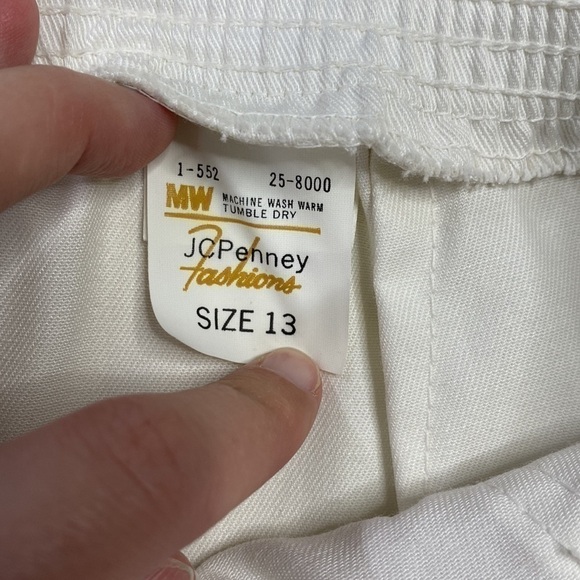 1-552 25-8000
MW MACHINE WASH WARM
TUMBLE DRY
JCPenney
fashions
SIZE 13